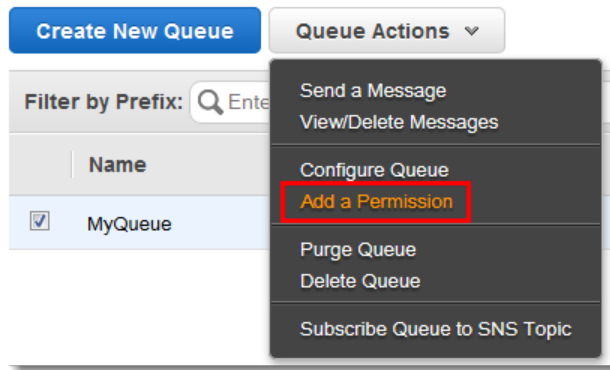 Create New Queue
Queue Actions
Filter by Prefix: Ente
Send a Message
View/Delete Messages
Name
Configure Queue
Add a Permission
MyQueue
Purge Queue
Delete Queue
Subscribe Queue to SNS Topic